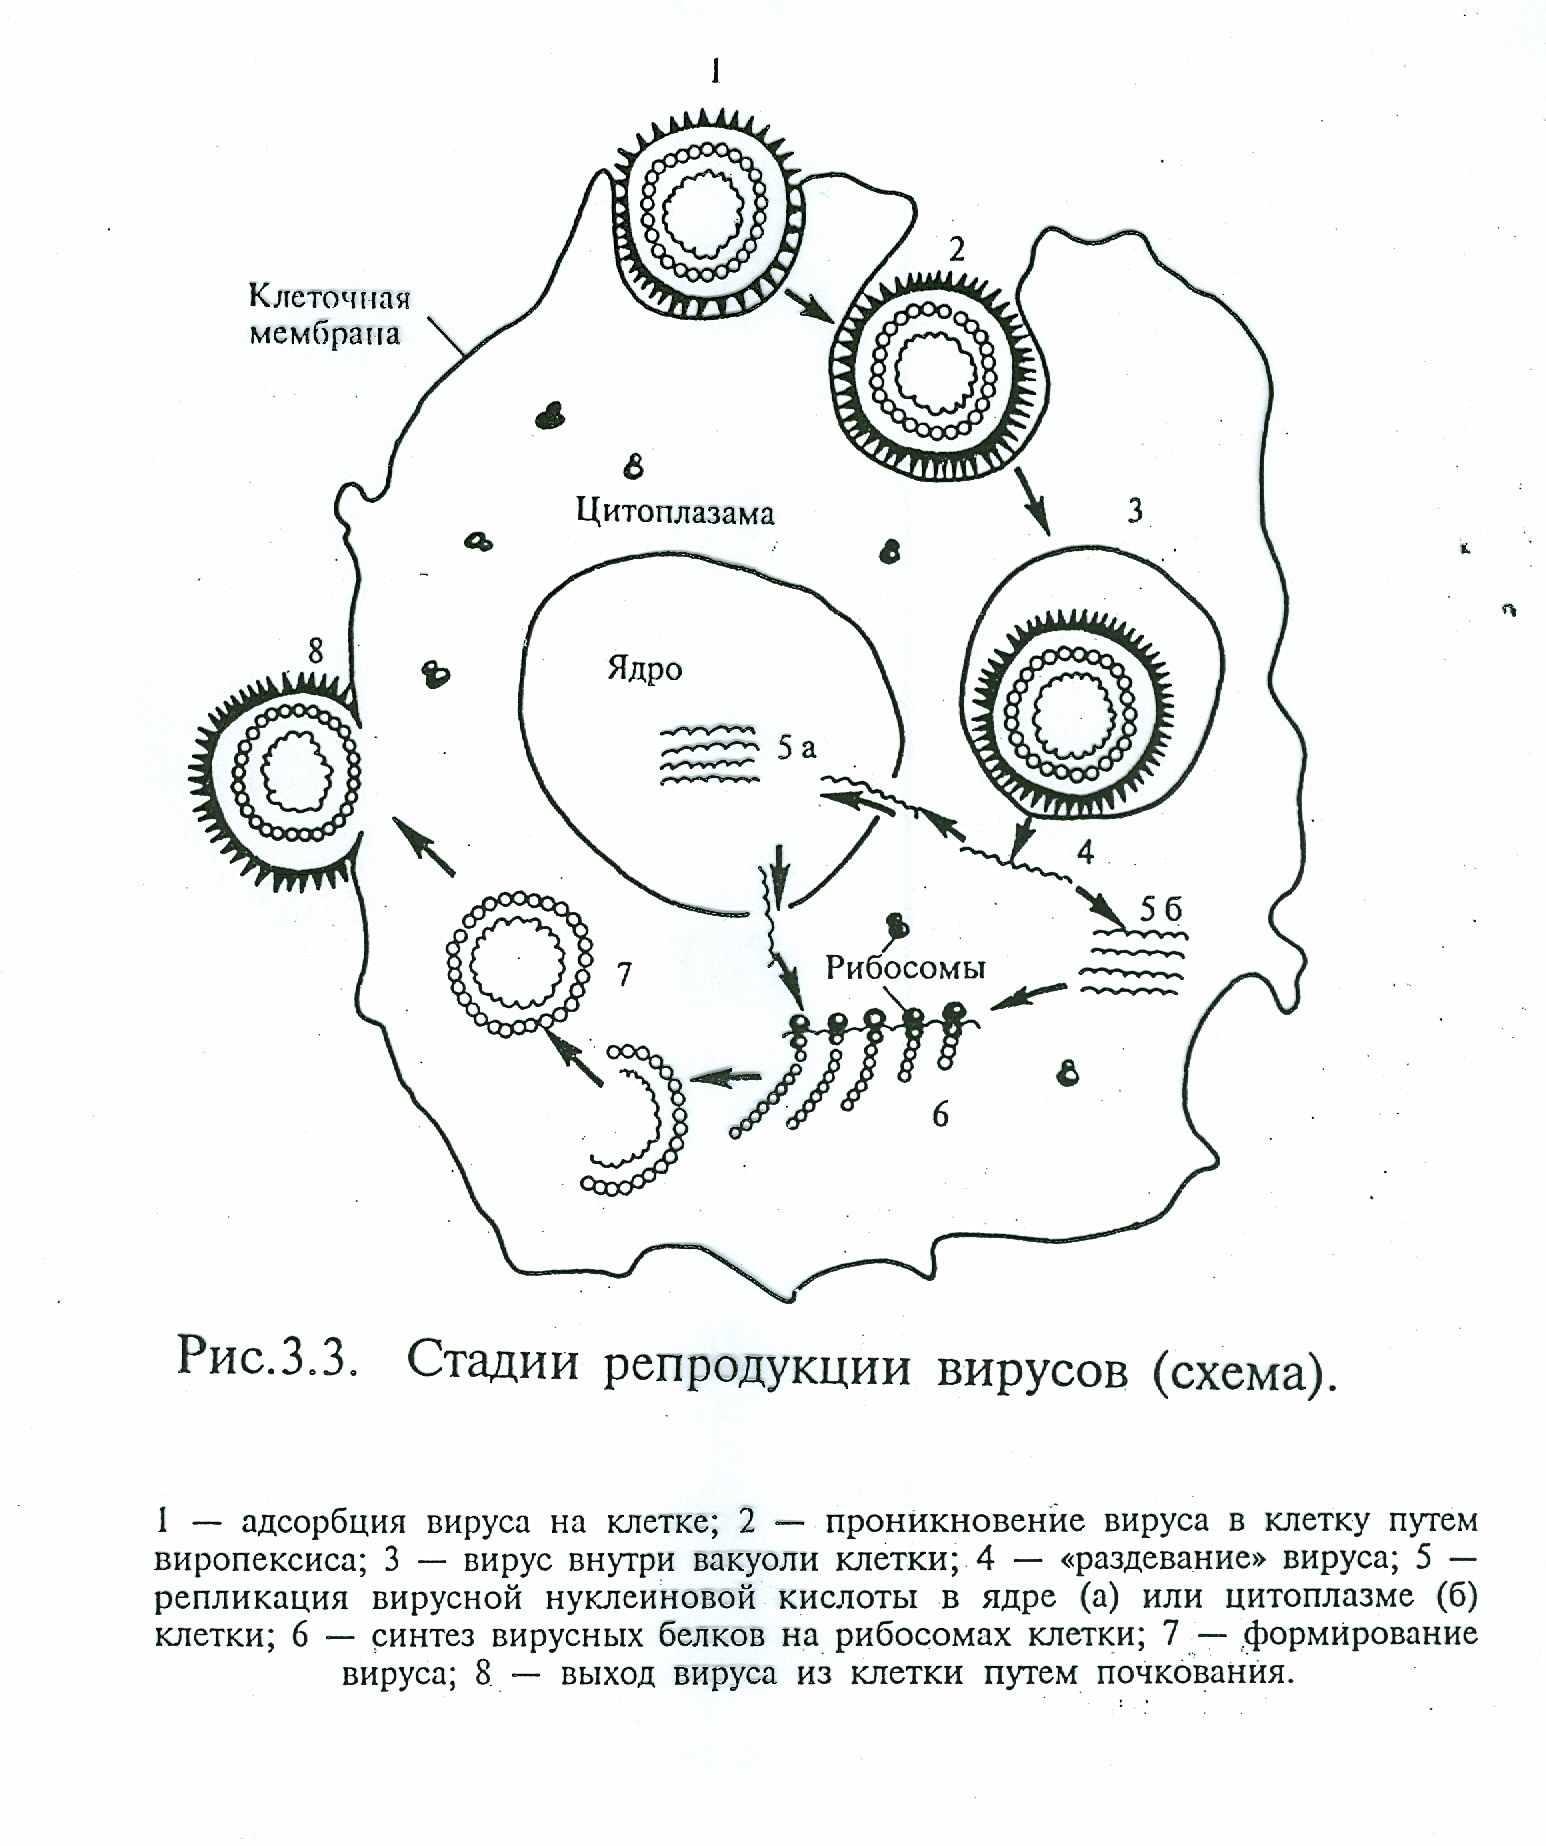 1
2
Клеточная
мембрана
3
Цитоплазама
8
Ядро
5 а
4
5 б
Рибосомы
7
6
Рис.3.3. Стадии репродукции вирусов (схема).
1 — адсорбция вируса на клетке; 2 — проникновение вируса в клетку путем
виропексиса; 3 — вирус внутри вакуоли клетки; 4 — «раздевание» вируса; 5 —
репликация вирусной нуклеиновой кислоты в ядре (а) или цитоплазме (б)
клетки; 6 — синтез вирусных белков на рибосомах клетки; 7 — формирование
вируса; 8 — выход вируса из клетки путем почкования.